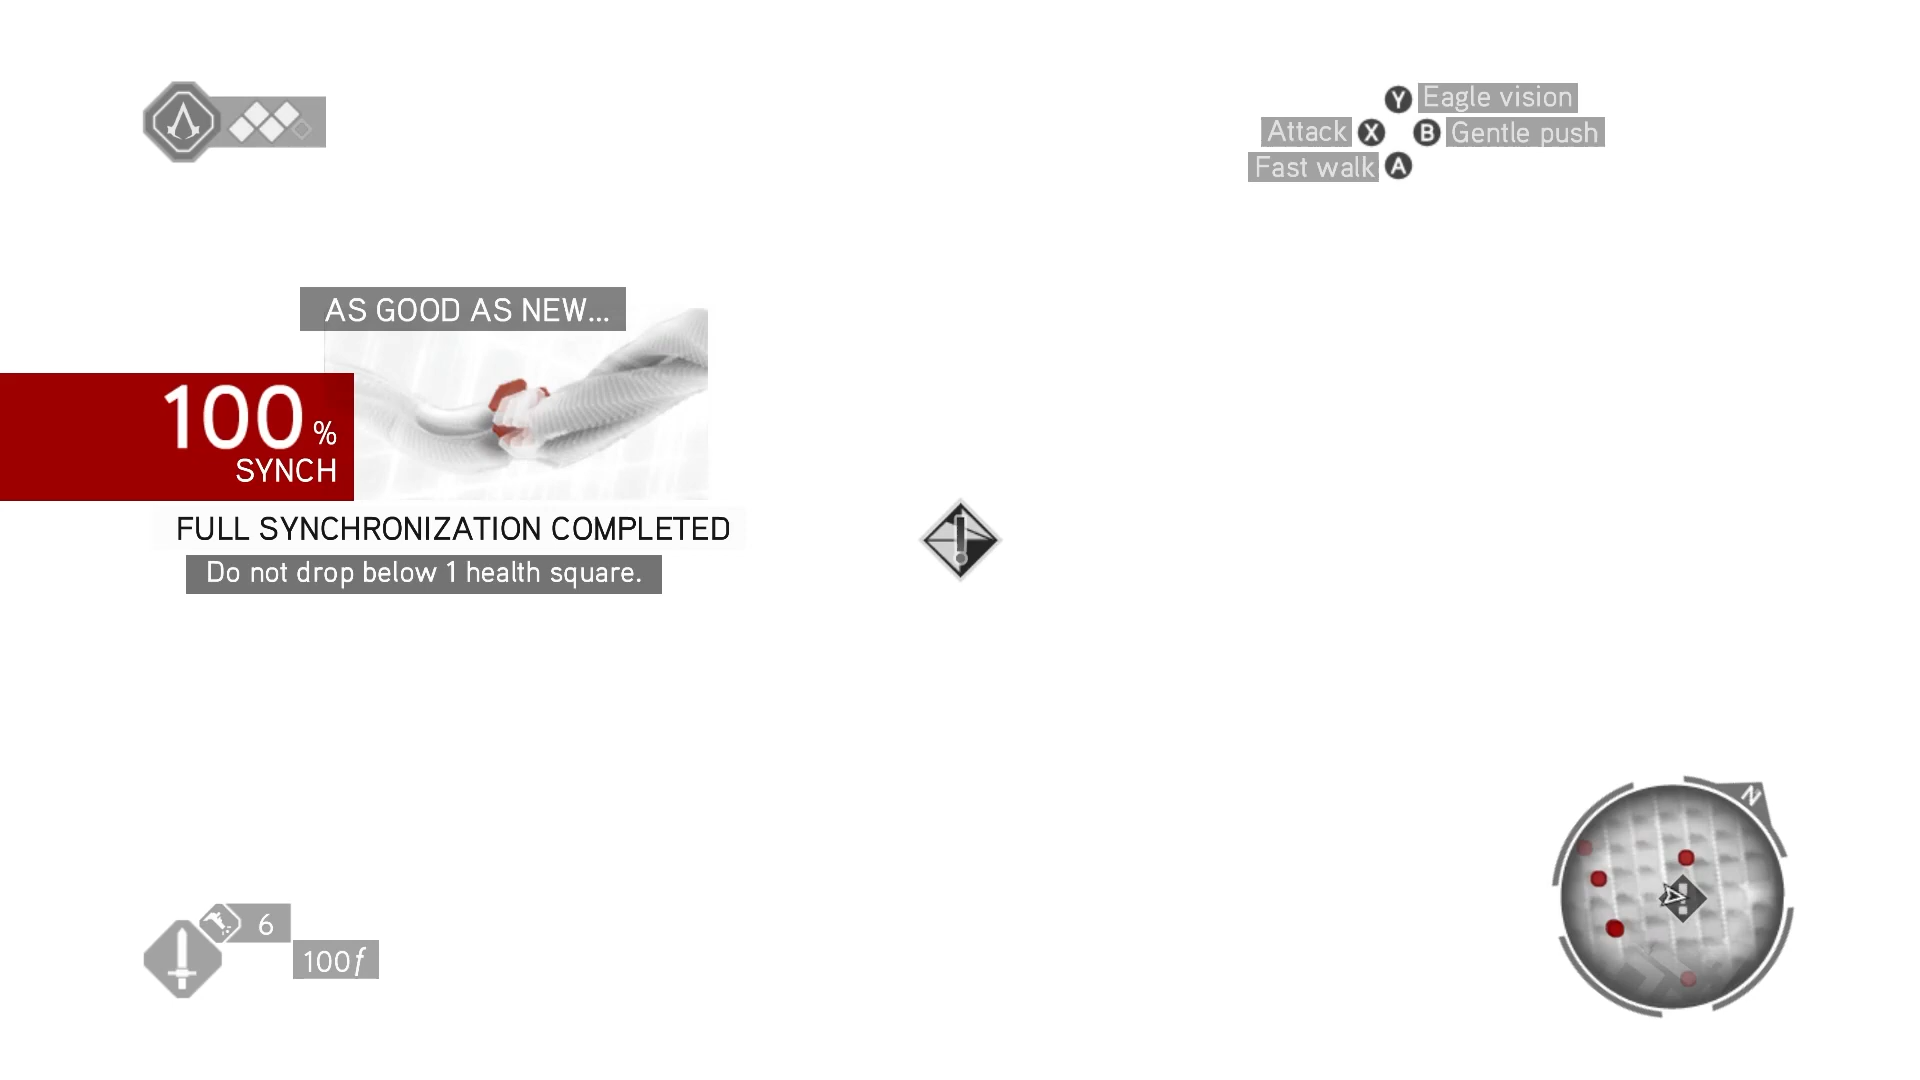 Y Eagle vision
Attack X B Gentle push
Fast walk A
AS GOOD AS NEW...
100 %
SYNCH
FULL SYNCHRONIZATION COMPLETED
Do not drop below 1 health square.
N
6
100ƒ